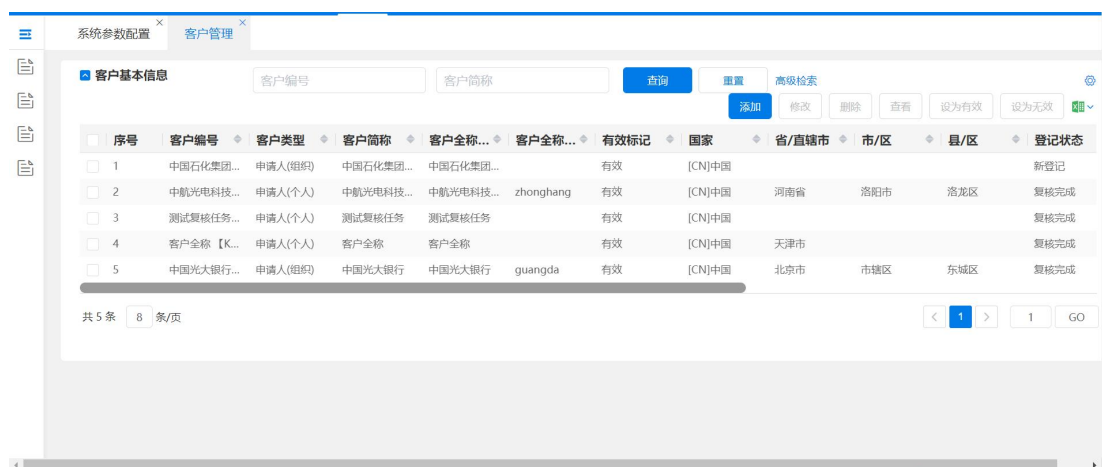 系统参数配置 × 客户管理 ×
客户基本信息 客户编号 客户简称 查询 重置 高级检索
添加 修改 删除 查看 设为有效 设为无效
序号 客户编号 客户类型 客户简称 客户全称... 客户全称... 有效标记 国家 省/直辖市 市/区 县/区 登记状态
1 中国石化集团... 申请人(组织) 中国石化集团... 中国石化集团... 有效 [CN]中国 新登记
2 中航光电科技... 申请人(个人) 中航光电科技... 中航光电科技... zhonghang 有效 [CN]中国 河南省 洛阳市 洛龙区 复核完成
3 测试复核任务... 申请人(个人) 测试复核任务 测试复核任务 有效 [CN]中国 复核完成
4 客户全称 【K... 申请人(个人) 客户全称 客户全称 有效 [CN]中国 天津市 复核完成
5 中国光大银行... 申请人(组织) 中国光大银行 中国光大银行 guangda 有效 [CN]中国 北京市 市辖区 东城区 复核完成
共 5 条 8 条/页 < 1 > 1 GO